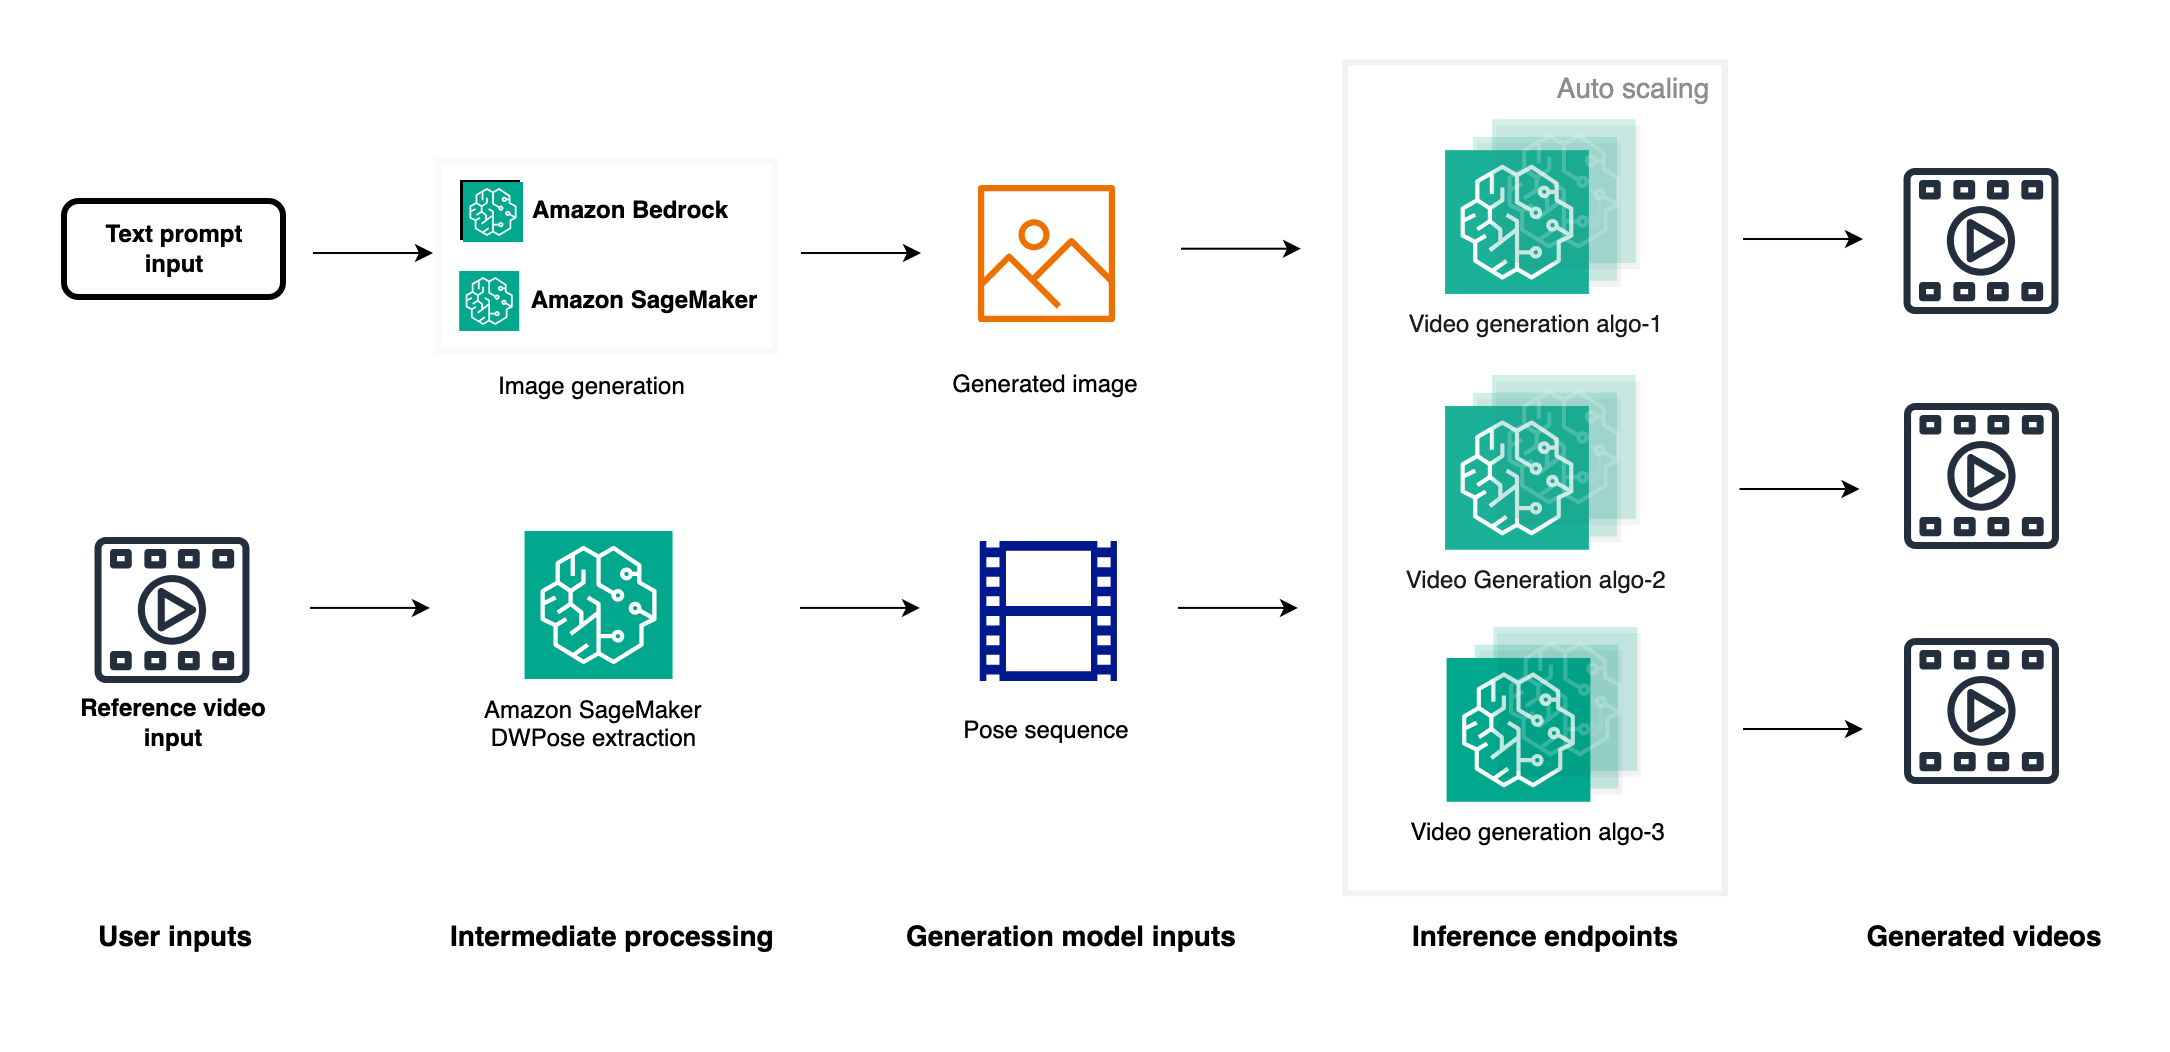 Auto scaling
Text prompt
input
Amazon Bedrock
Amazon SageMaker
Image generation
Generated image
Video generation algo-1
Video Generation algo-2
Reference video
input
Amazon SageMaker
DWPose extraction
Pose sequence
Video generation algo-3
User inputs
Intermediate processing
Generation model inputs
Inference endpoints
Generated videos